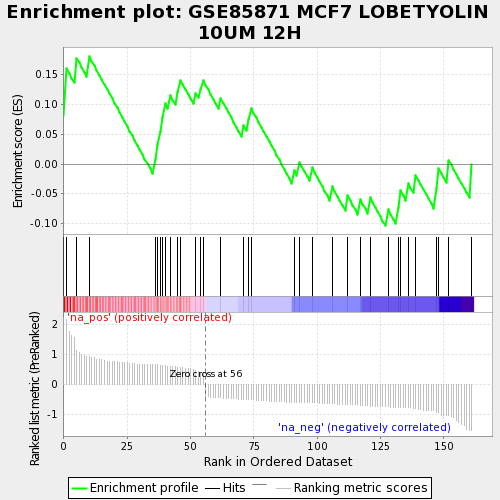 Enrichment plot: GSE85871 MCF7 LOBETYOLIN
10UM 12H
Enrichment score (ES)
0.15
0.10
0.05
0.00
-0.05
-0.10
'na_pos' (positively correlated)
Ranked list metric (PreRanked)
2
1
0
-1
Zero cross at 56
'na_neg' (negatively correlated)
0
25
50
75
100
125
150
Rank in Ordered Dataset
Enrichment profile
Hits
Ranking metric scores